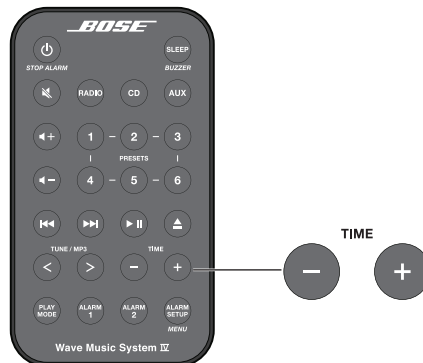 BOSE
SLEEP
STOP ALARM BUZZER
RADIO CD AUX
+ 1 - 2 - 3
PRESETS
- 4 - 5 - 6
TUNE / MP3 TIME
< > - +
TIME
- +
PLAY MODE ALARM 1 ALARM 2 ALARM SETUP
MENU
Wave Music System IV